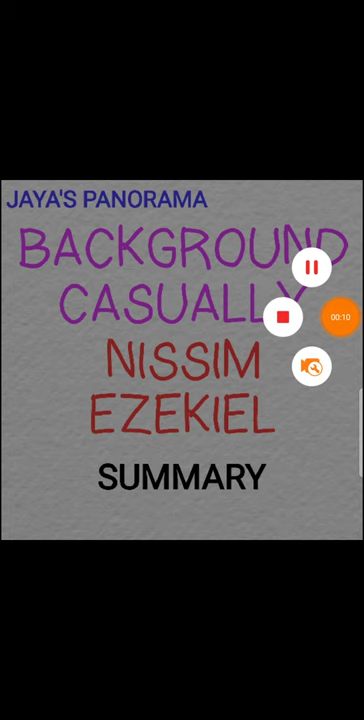 JAYA'S PANORAMA
BACKGROUND
CASUALLY
NISSIM
EZEKIEL
SUMMARY
00:10